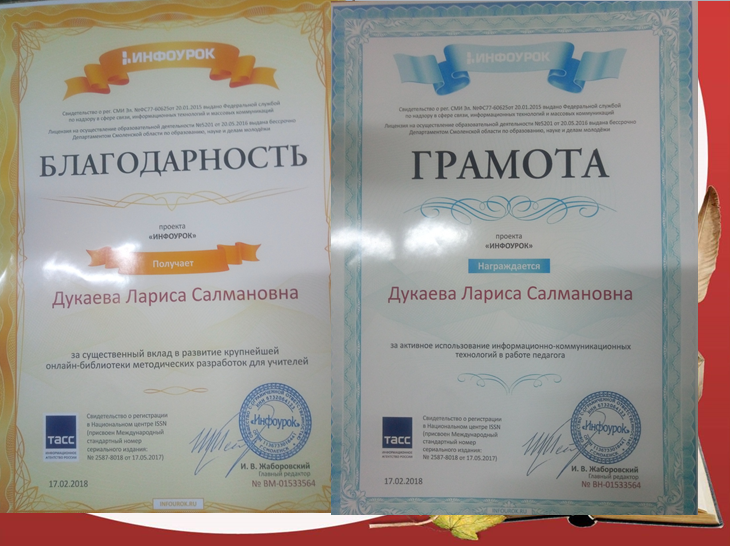 ИНФОУРОК
Свидетельство о рег. СМИ Эл. №ФС77-60625от 20.01.2015 выдано Федеральной службой
по надзору в сфере связи, информационных технологий и массовых коммуникаций
Лицензия на осуществление образовательной деятельности №5201 от 20.05.2016 выдана бессрочно
Департаментом Смоленской области по образованию, науке и делам молодёжи
БЛАГОДАРНОСТЬ
проекта
«ИНФОУРОК»
Получает
Дукаева Лариса Салмановна
за существенный вклад в развитие крупнейшей
онлайн-библиотеки методических разработок для учителей
ТАСС
ИНФОРМАЦИОННОЕ
АГЕНТСТВО РОССИИ
Свидетельство о регистрации
в Национальном центре ISSN
(присвоен Международный
стандартный номер
сериального издания:
№ 2587-8018 от 17.05.2017)
«Инфоурок»
И. В. Жаборовский
Главный редактор
17.02.2018
№ ВМ-01533564
INFOUROK.RU
ИНФОУРОК
Свидетельство о рег. СМИ Эл. №ФС77-60625от 20.01.2015 выдано Федеральной службой
по надзору в сфере связи, информационных технологий и массовых коммуникаций
Лицензия на осуществление образовательной деятельности №5201 от 20.05.2016 выдана бессрочно
Департаментом Смоленской области по образованию, науке и делам молодёжи
ГРАМОТА
проекта
«ИНФОУРОК»
Награждается
Дукаева Лариса Салмановна
за активное использование информационно-коммуникационных
технологий в работе педагога
ТАСС
ИНФОРМАЦИОННОЕ
АГЕНТСТВО РОССИИ
Свидетельство о регистрации
в Национальном центре ISSN
(присвоен Международный
стандартный номер
сериального издания:
№ 2587-8018 от 17.05.2017)
«Инфоурок»
И. В. Жаборовский
Главный редактор
17.02.2018
№ ВН-01533564
INFOUROK.RU